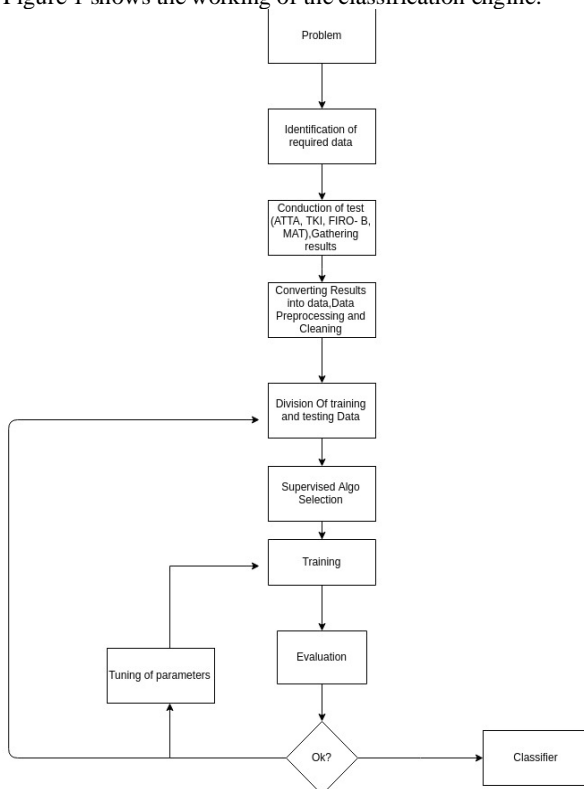 Figure 1 shows the working of the classification engine.
Problem
Identification of
required data
Conduction of test
(ATTA, TKI, FIRO- B,
MAT),Gathering
results
Converting Results
into data,Data
Preprocessing and
Cleaning
Division Of training
and testing Data
Supervised Algo
Selection
Training
Evaluation
Tuning of parameters
Ok?
Classifier